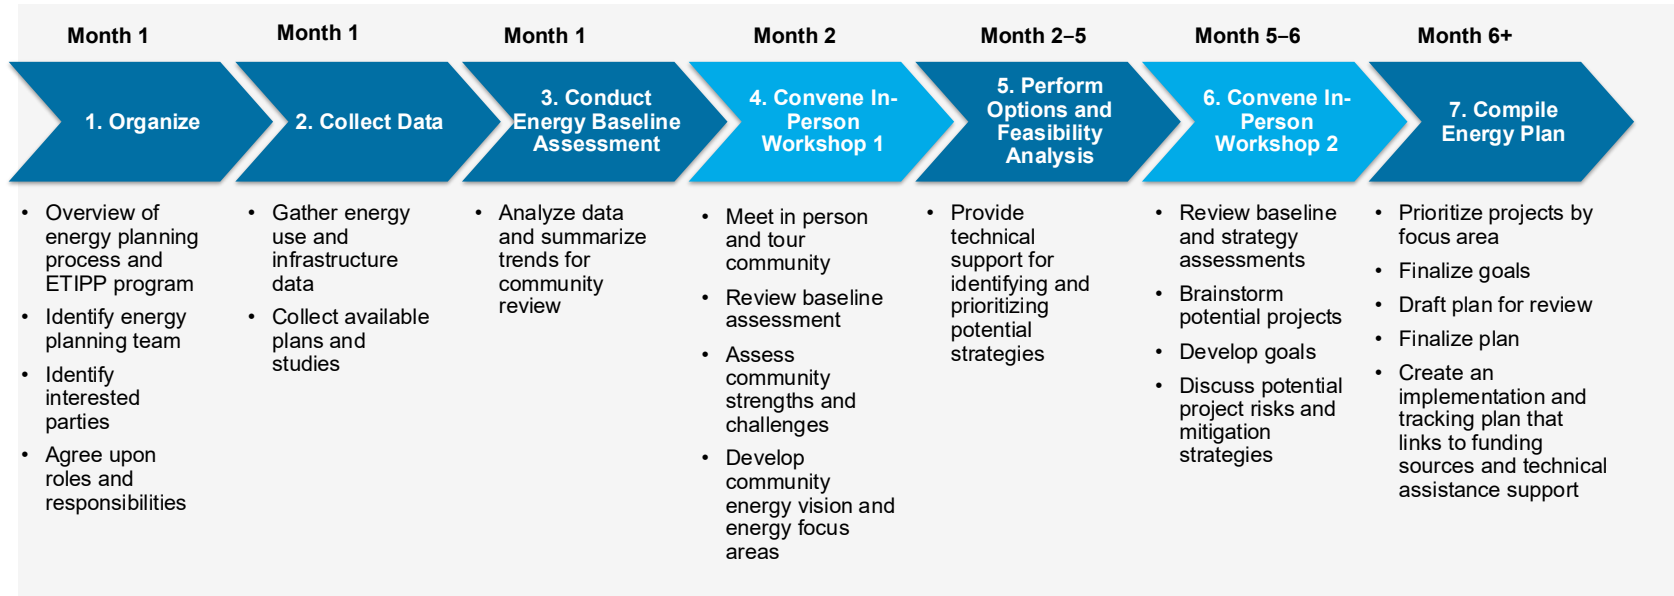 Month 1
1. Organize
• Overview of
energy planning
process and
ETIPP program
• Identify energy
planning team
• Identify
interested
parties
• Agree upon
roles and
responsibilities
Month 1
2. Collect Data
• Gather energy
use and
infrastructure
data
• Collect available
plans and
studies
Month 1
3. Conduct
Energy Baseline
Assessment
• Analyze data
and summarize
trends for
community
review
Month 2
4. Convene In-
Person
Workshop 1
• Meet in person
and tour
community
• Review baseline
assessment
• Assess
community
strengths and
challenges
• Develop
community
energy vision and
energy focus
areas
Month 2–5
5. Perform
Options and
Feasibility
Analysis
• Provide
technical
support for
identifying and
prioritizing
potential
strategies
Month 5–6
6. Convene In-
Person
Workshop 2
• Review baseline
and strategy
assessments
• Brainstorm
potential projects
• Develop goals
• Discuss potential
project risks and
mitigation
strategies
Month 6+
7. Compile
Energy Plan
• Prioritize projects by
focus area
• Finalize goals
• Draft plan for review
• Finalize plan
• Create an
implementation and
tracking plan that
links to funding
sources and technical
assistance support